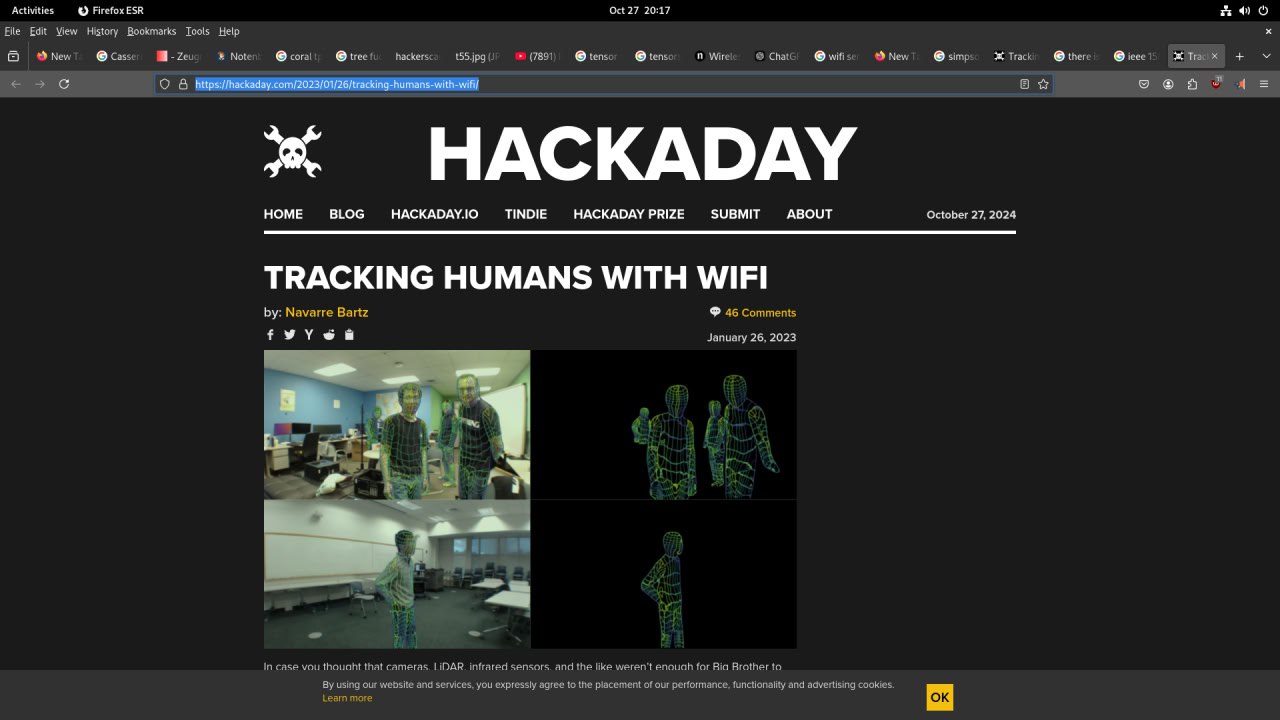 Activities Firefox ESR Oct 27 20:17
File Edit View History Bookmarks Tools Help
New Ta Casser - Zeug Notenb coral tp tree fuc hackersca t55.jpg (JP (7891) tensor tensor Wirele ChatGl wifi ser New Ta simpso Trackin there is ieee 15 Trac
https://hackaday.com/2023/01/26/tracking-humans-with-wifi/
HACKADAY
HOME BLOG HACKADAY.IO TINDIE HACKADAY PRIZE SUBMIT ABOUT October 27, 2024
TRACKING HUMANS WITH WIFI
by: Navarre Bartz 46 Comments
January 26, 2023
In case you thought that cameras, LiDAR, infrared sensors, and the like weren't enough for Big Brother to
By using our website and services, you expressly agree to the placement of our performance, functionality and advertising cookies.
Learn more
OK